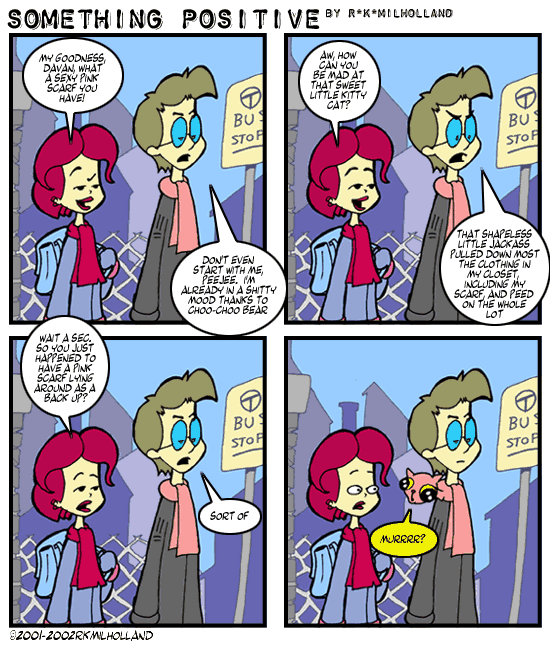 SOMETHING POSITIVE BY R*K*MILHOLLAND
MY GOODNESS,
DAVAN, WHAT
A SEXY PINK
SCARF YOU
HAVE!
DON'T EVEN
START WITH ME,
PEEJEE. I'M
ALREADY IN A SHITTY
MOOD THANKS TO
CHOO-CHOO BEAR
T
BUS
STOP
AW, HOW
CAN YOU
BE MAD AT
THAT SWEET
LITTLE KITTY
CAT?
THAT SHAPELESS
LITTLE JACKASS
PULLED DOWN MOST
THE CLOTHING IN
MY CLOSET,
INCLUDING MY
SCARF, AND PEED
ON THE WHOLE
LOT
T
BUS
STOP
WAIT A SEC.
SO YOU JUST
HAPPENED TO
HAVE A PINK
SCARF LYING
AROUND AS A
BACK UP?
SORT OF
T
BUS
STOP
MURRRR?
T
BUS
STOP
©2001-2002RKMILHOLLAND